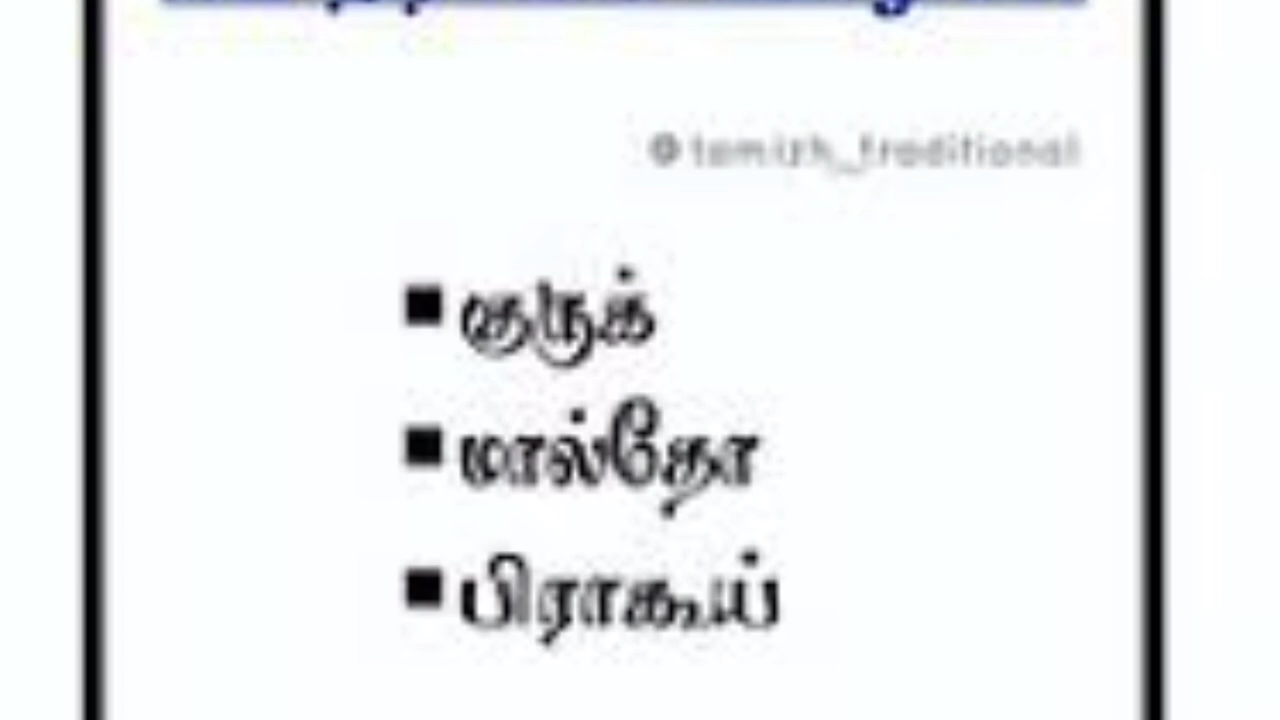 @tamizh_traditional
■ குருக்
■ மால்தோ
■ பிராகூய்